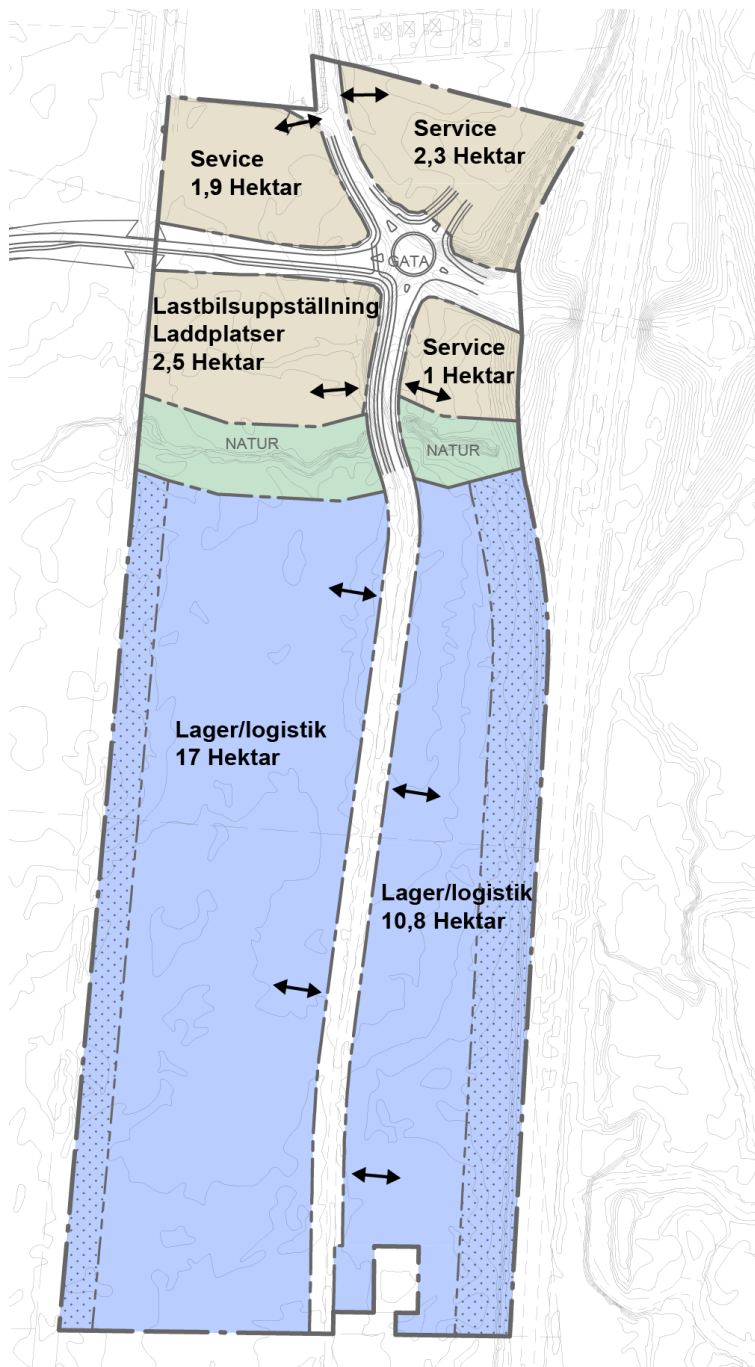 Service
2,3 Hektar
Sevice
1,9 Hektar
GATA
Lastbilsuppställning
Laddplatser
2,5 Hektar
Service
1 Hektar
NATUR
NATUR
Lager/logistik
17 Hektar
Lager/logistik
10,8 Hektar